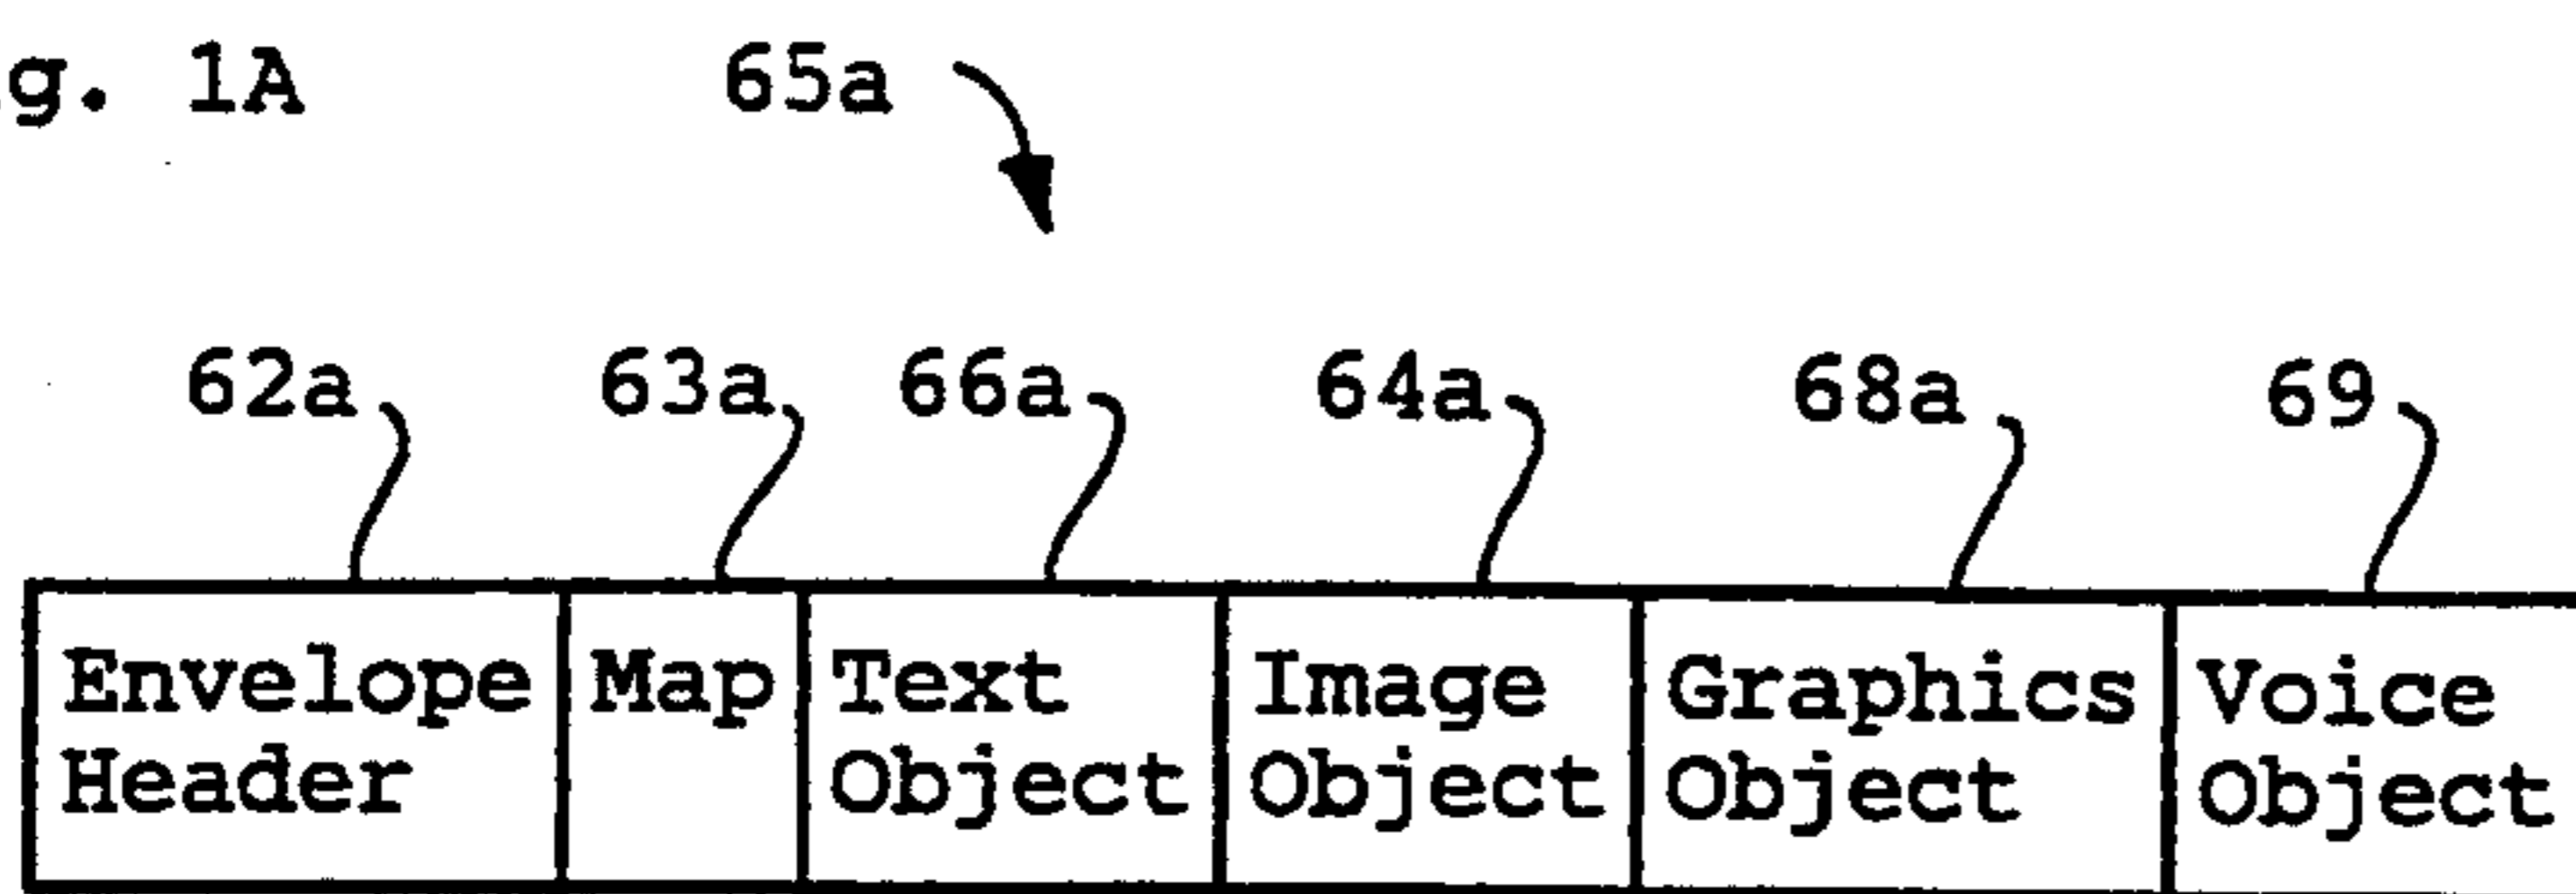 g. 1A
65a
62a 63a 66a 64a 68a 69
Envelope Header
Map
Text Object
Image Object
Graphics Object
Voice Object